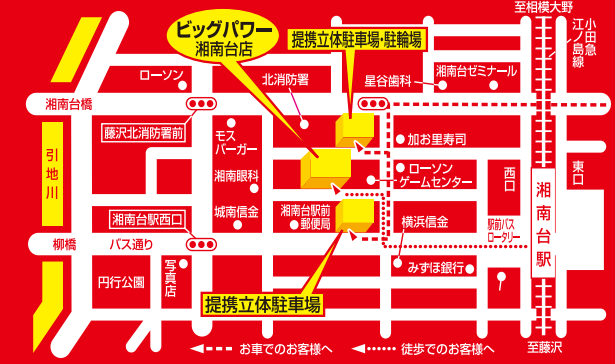 至相模大野
小田急
江ノ島線
ビッグパワー
湘南台店
提携立体駐車場・駐輪場
ローソン
北消防署
星谷歯科
湘南台ゼミナール
湘南台橋
藤沢北消防署前
モス
バーガー
加お里寿司
引地川
湘南眼科
ローソン
ゲームセンター
西口
東口
湘南台駅
湘南台駅西口
城南信金
湘南台駅前
郵便局
横浜信金
駅前バス
ロータリー
柳橋
バス通り
円行公園
写真店
みずほ銀行
提携立体駐車場
お車でのお客様へ
徒歩でのお客様へ
至藤沢